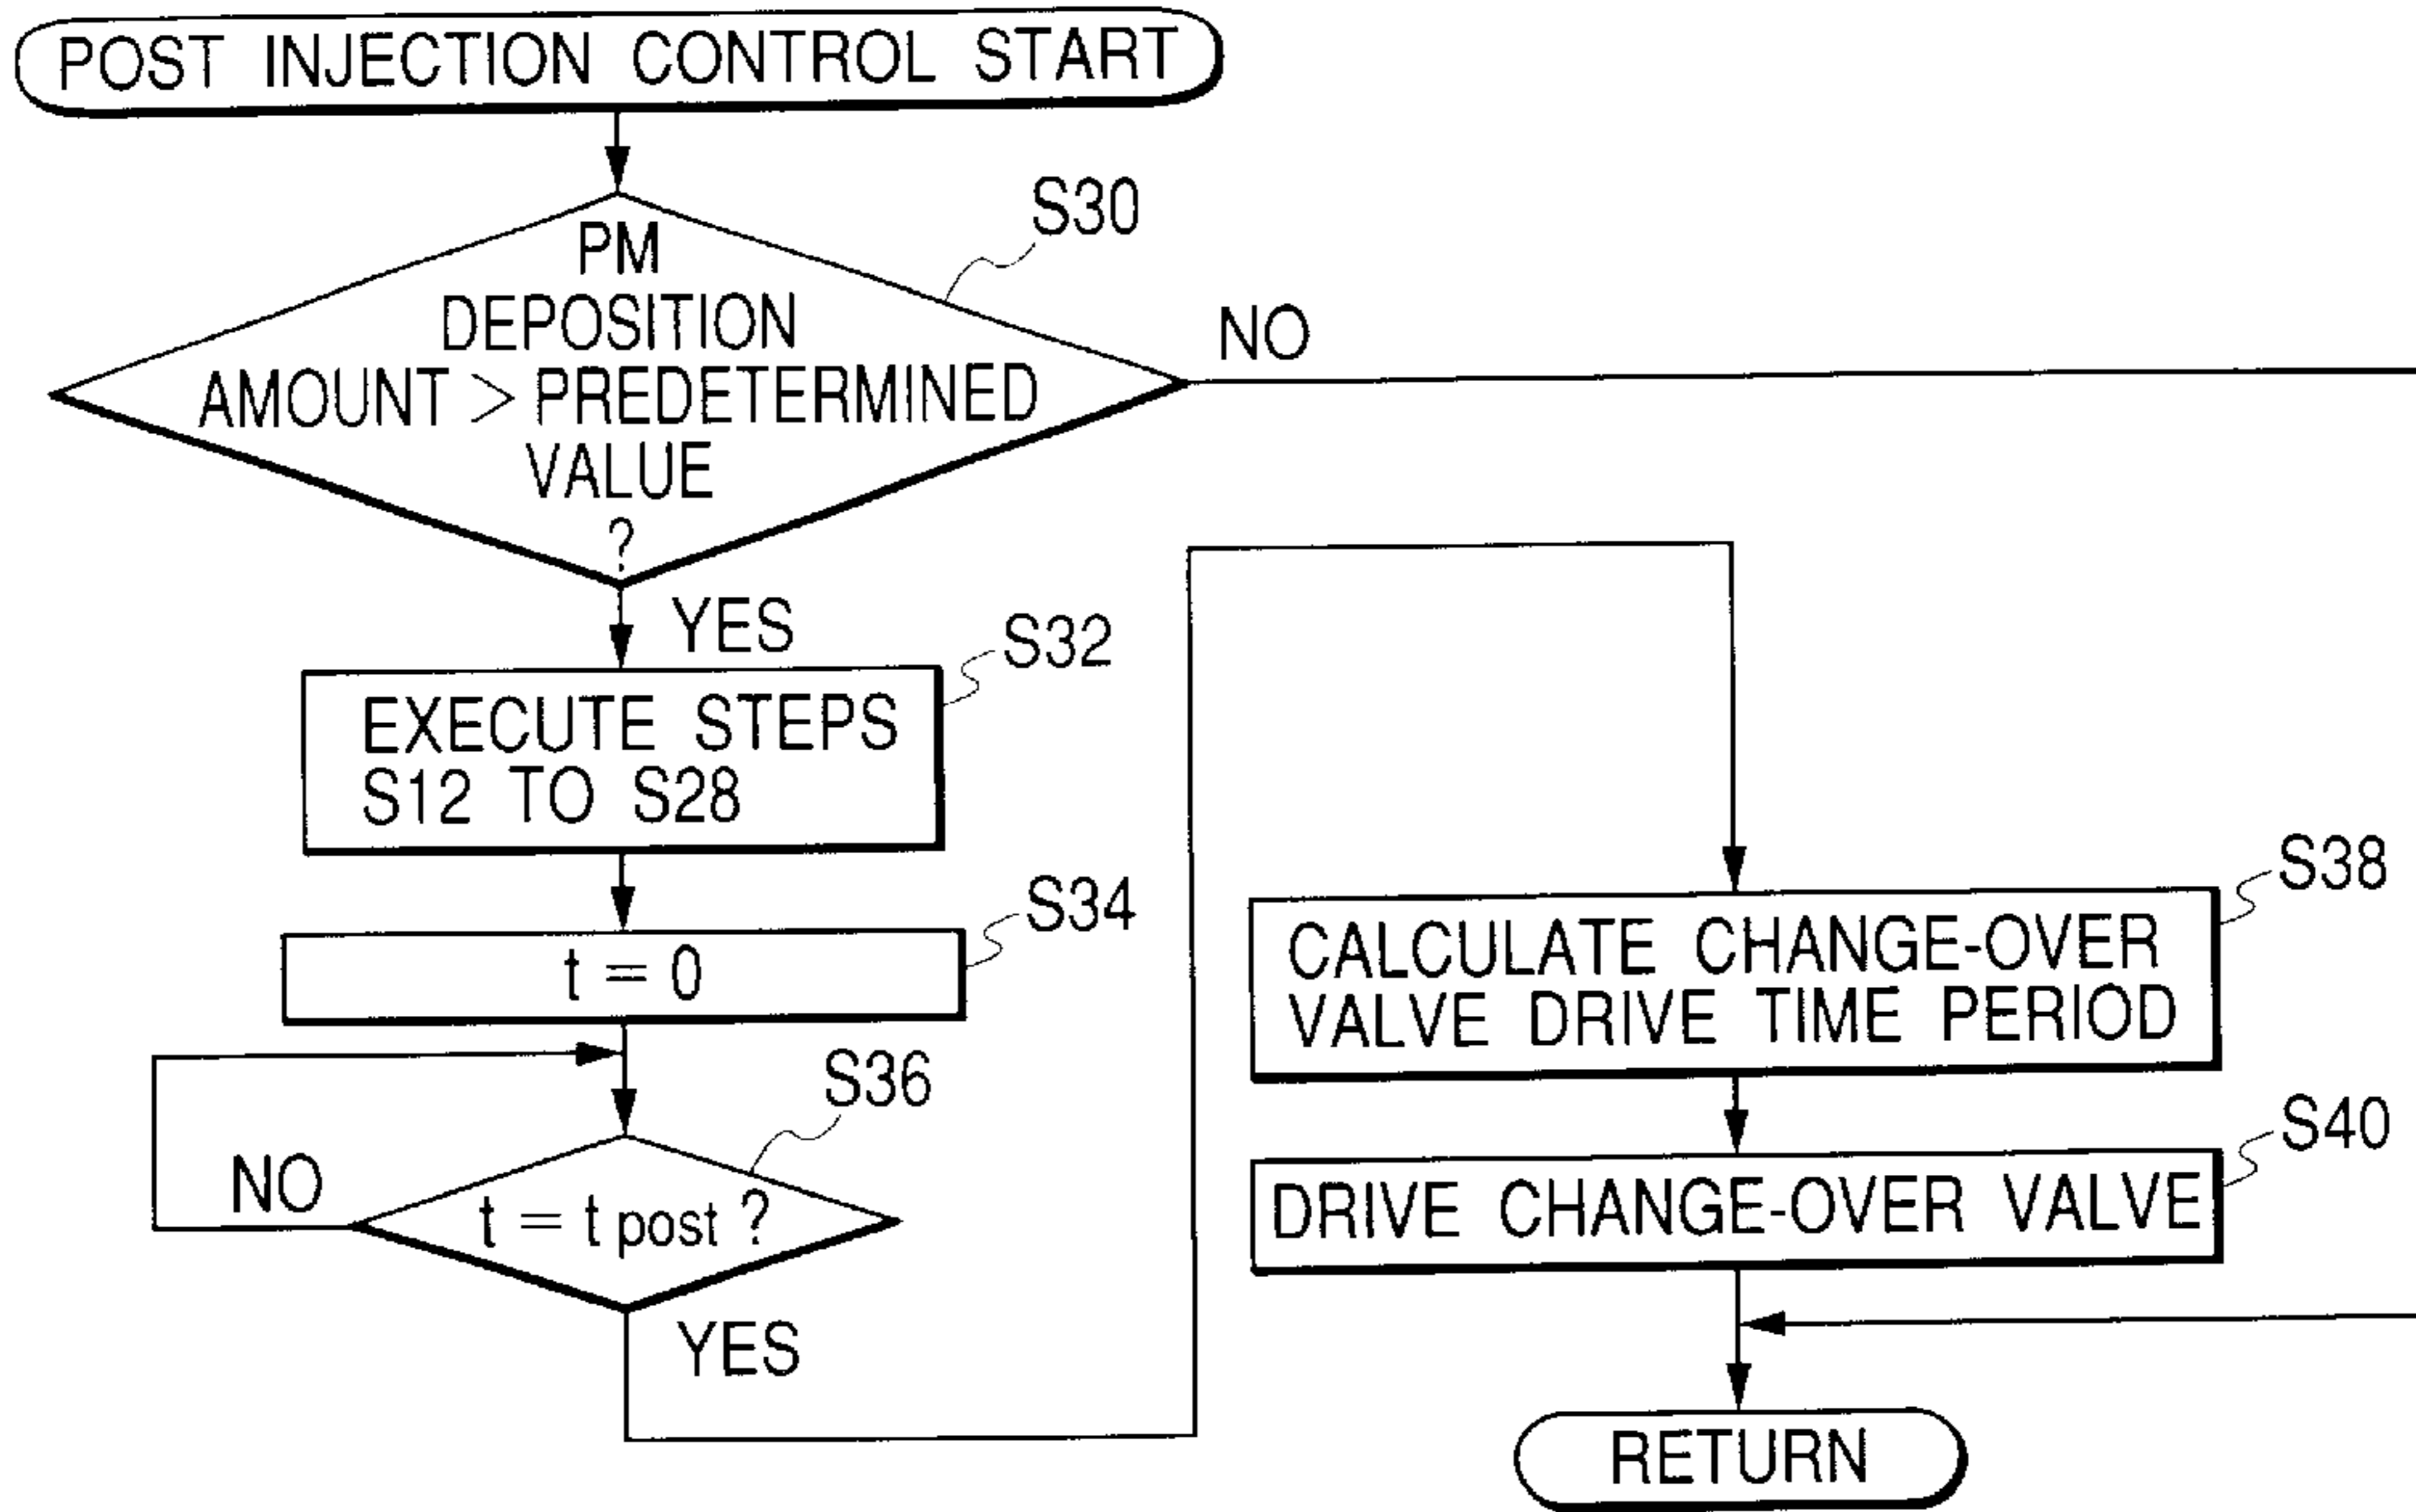 POST INJECTION CONTROL START
S30
PM
DEPOSITION
AMOUNT > PREDETERMINED
VALUE
?
NO
YES
S32
EXECUTE STEPS
S12 TO S28
S34
t = 0
S36
NO
t = t post ?
YES
S38
CALCULATE CHANGE-OVER
VALVE DRIVE TIME PERIOD
S40
DRIVE CHANGE-OVER VALVE
RETURN